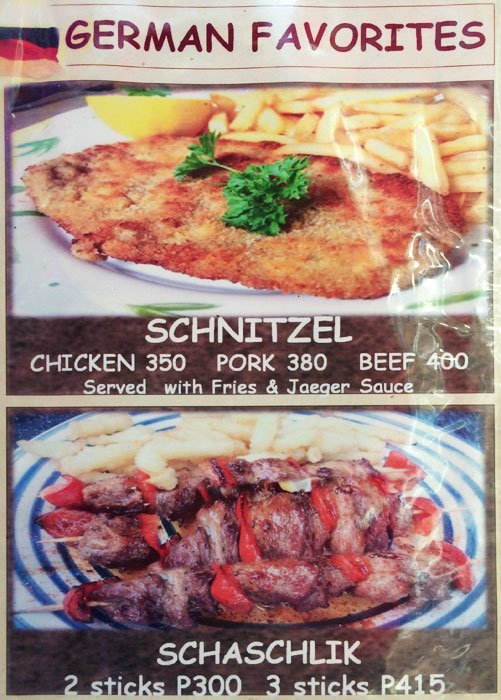 GERMAN FAVORITES
SCHNITZEL
CHICKEN 350 PORK 380 BEEF 400
Served with Fries & Jaeger Sauce
SCHASCHLIK
2 sticks P300 3 sticks P415